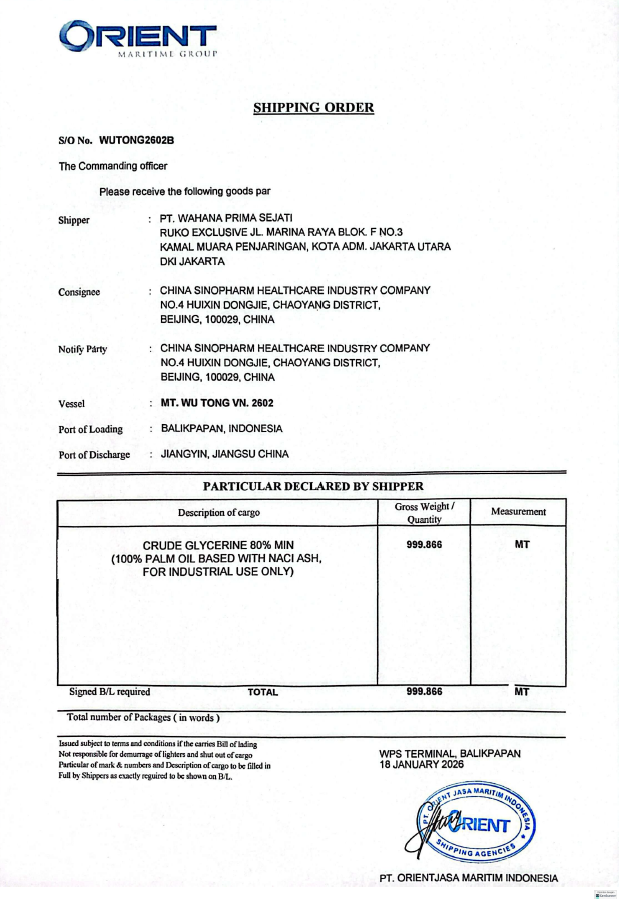 ORIENT
MARITIME GROUP
SHIPPING ORDER
S/O No. WUTONG2602B
The Commanding officer
Please receive the following goods par
Shipper : PT. WAHANA PRIMA SEJATI
RUKO EXCLUSIVE JL. MARINA RAYA BLOK. F NO.3
KAMAL MUARA PENJARINGAN, KOTA ADM. JAKARTA UTARA
DKI JAKARTA
Consignee : CHINA SINOPHARM HEALTHCARE INDUSTRY COMPANY
NO.4 HUIXIN DONGJIE, CHAOYANG DISTRICT,
BEIJING, 100029, CHINA
Notify Party : CHINA SINOPHARM HEALTHCARE INDUSTRY COMPANY
NO.4 HUIXIN DONGJIE, CHAOYANG DISTRICT,
BEIJING, 100029, CHINA
Vessel : MT. WU TONG VN. 2602
Port of Loading : BALIKPAPAN, INDONESIA
Port of Discharge : JIANGYIN, JIANGSU CHINA
PARTICULAR DECLARED BY SHIPPER
Description of cargo Gross Weight / Quantity Measurement
CRUDE GLYCERINE 80% MIN 999.866 MT
(100% PALM OIL BASED WITH NACI ASH,
FOR INDUSTRIAL USE ONLY)
Signed B/L required TOTAL 999.866 MT
Total number of Packages ( in words )
Issued subject to terms and conditions if the carries Bill of lading
Not responsible for demurrage of lighters and shut out of cargo
Particular of mark & numbers and Description of cargo to be filled in
Full by Shippers as exactly reguired to be shown on B/L.
WPS TERMINAL, BALIKPAPAN
18 JANUARY 2026
PT. ORIENT JASA MARITIM INDONESIA
ORIENT
SHIPPING AGENCIES
PT. ORIENTJASA MARITIM INDONESIA